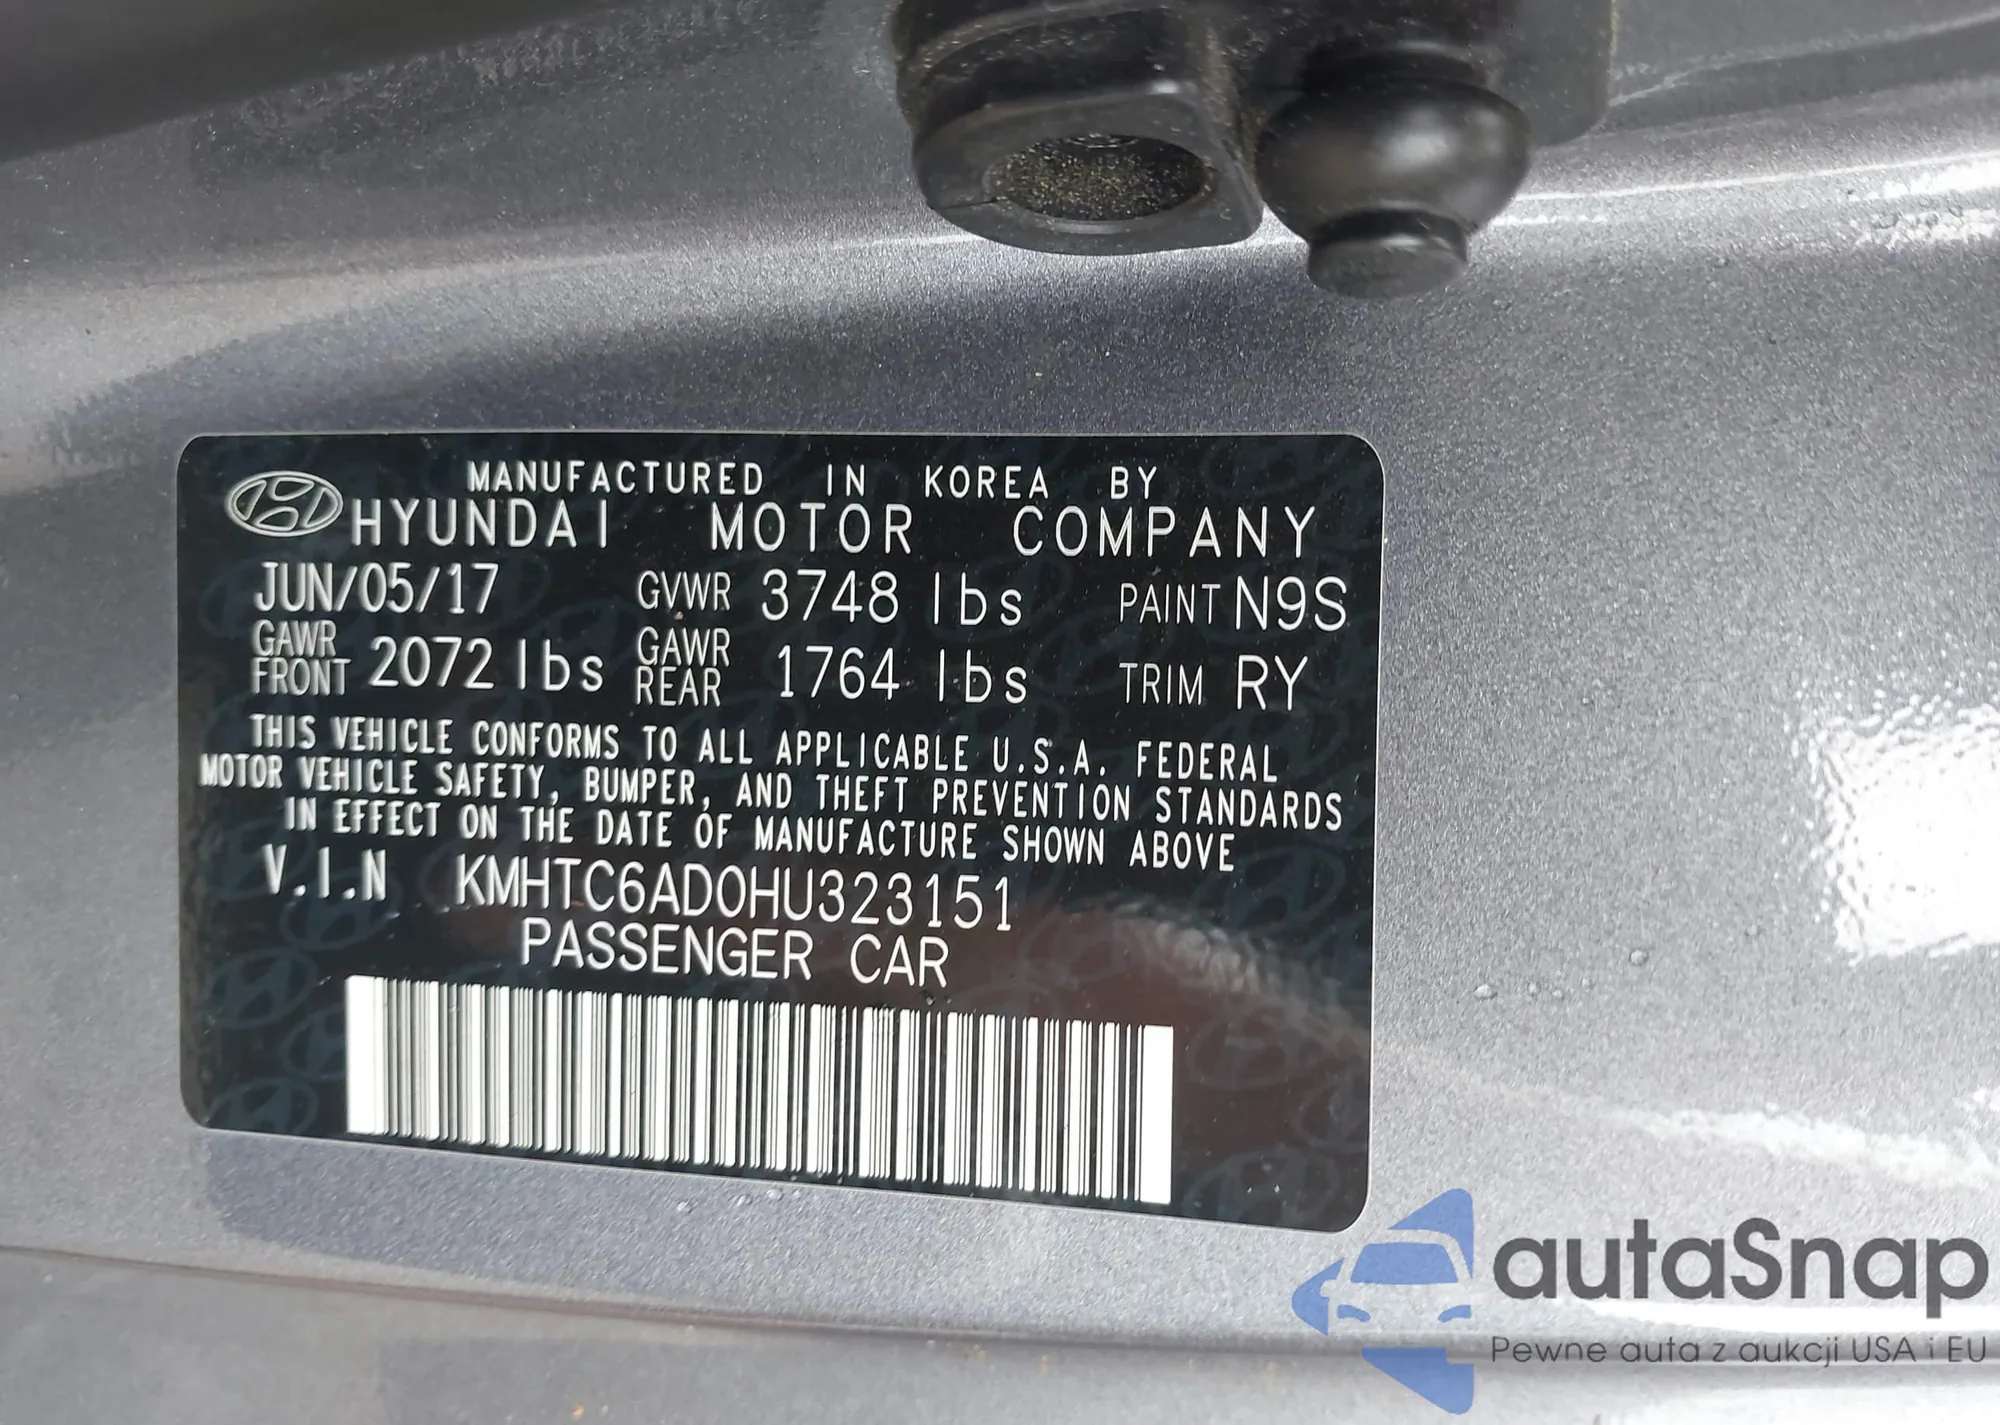 MANUFACTURED IN KOREA BY
HYUNDAI MOTOR COMPANY
JUN/05/17 GVWR 3748 lbs PAINT N9S
GAWR FRONT 2072 lbs GAWR REAR 1764 lbs TRIM RY
THIS VEHICLE CONFORMS TO ALL APPLICABLE U.S.A. FEDERAL
MOTOR VEHICLE SAFETY, BUMPER, AND THEFT PREVENTION STANDARDS
IN EFFECT ON THE DATE OF MANUFACTURE SHOWN ABOVE
V.I.N KMHTC6AD0HU323151
PASSENGER CAR
autaSnap
Pewne auta z aukcji USA i EU